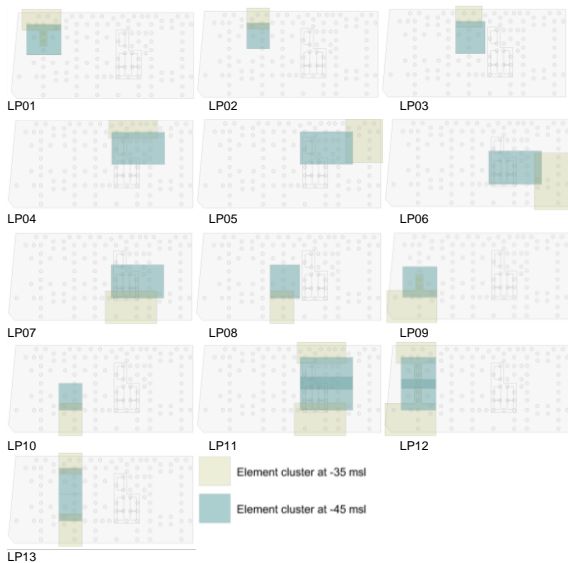 LP01 LP02 LP03
LP04 LP05 LP06
LP07 LP08 LP09
LP10 LP11 LP12
Element cluster at -35 msl
Element cluster at -45 msl
LP13